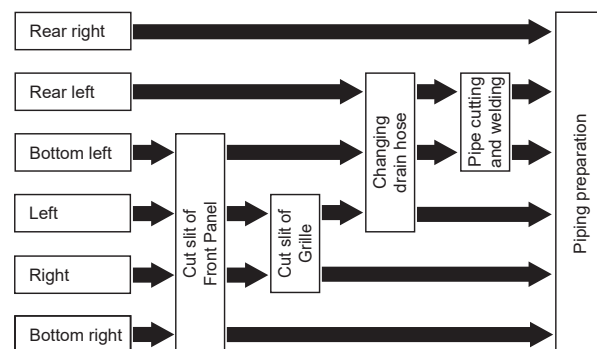 Rear right
Rear left
Bottom left
Left
Right
Bottom right
Cut slit of
Front Panel
Cut slit of
Grille
Changing
drain hose
Pipe cutting
and welding
Piping preparation